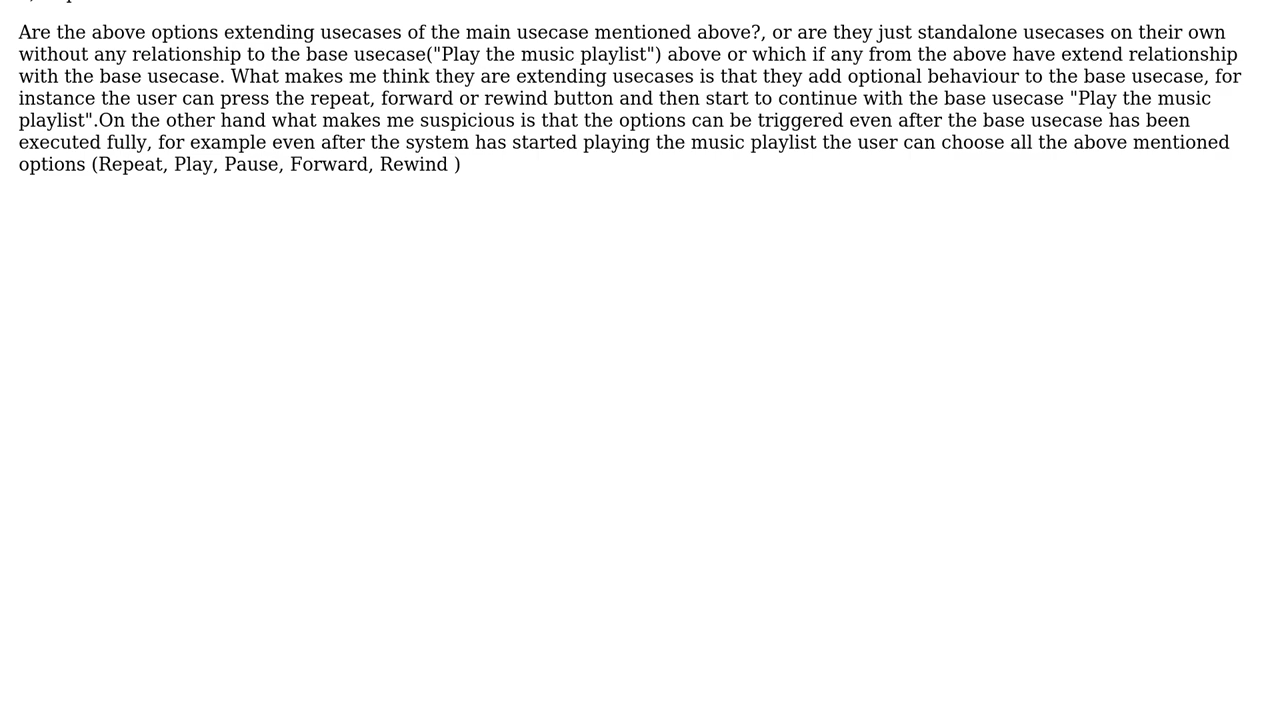 Are the above options extending usecases of the main usecase mentioned above?, or are they just standalone usecases on their own
without any relationship to the base usecase("Play the music playlist") above or which if any from the above have extend relationship
with the base usecase. What makes me think they are extending usecases is that they add optional behaviour to the base usecase, for
instance the user can press the repeat, forward or rewind button and then start to continue with the base usecase "Play the music
playlist".On the other hand what makes me suspicious is that the options can be triggered even after the base usecase has been
executed fully, for example even after the system has started playing the music playlist the user can choose all the above mentioned
options (Repeat, Play, Pause, Forward, Rewind )